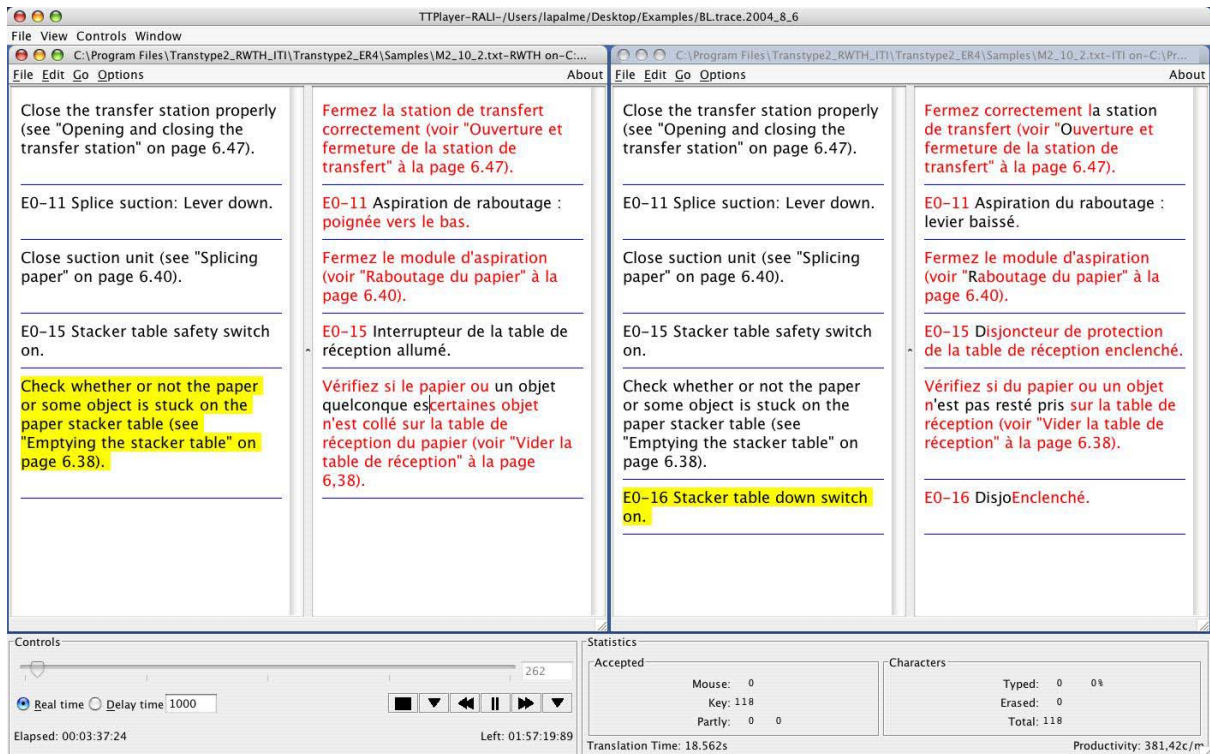 TTPlayer-RALI-/Users/lapalme/Desktop/Examples/BL.trace.2004_8_6
File View Controls Window
C:\Program Files\Transtype2_RWTH_ITI\Transtype2_ER4\Samples\M2_10_2.txt-RWTH on-C:...
File Edit Go Options About
Close the transfer station properly
(see "Opening and closing the
transfer station" on page 6.47).
Fermez la station de transfert
correctement (voir "Ouverture et
fermeture de la station de
transfert" à la page 6.47).
E0-11 Splice suction: Lever down.
E0-11 Aspiration de raboutage :
poignée vers le bas.
Close suction unit (see "Splicing
paper" on page 6.40).
Fermez le module d'aspiration
(voir "Raboutage du papier" à la
page 6.40).
E0-15 Stacker table safety switch
on.
E0-15 Interrupteur de la table de
réception allumé.
Check whether or not the paper
or some object is stuck on the
paper stacker table (see
"Emptying the stacker table" on
page 6.38).
Vérifiez si le papier ou un objet
quelconque escertaines objet
n'est collé sur la table de
réception du papier (voir "Vider la
table de réception" à la page
6,38).
C:\Program Files\Transtype2_RWTH_ITI\Transtype2_ER4\Samples\M2_10_2.txt-ITI on-C:\Pr...
File Edit Go Options About
Close the transfer station properly
(see "Opening and closing the
transfer station" on page 6.47).
Fermez correctement la station
de transfert (voir "Ouverture et
fermeture de la station de
transfert" à la page 6.47).
E0-11 Splice suction: Lever down.
E0-11 Aspiration du raboutage :
levier baissé.
Close suction unit (see "Splicing
paper" on page 6.40).
Fermez le module d'aspiration
(voir "Raboutage du papier" à la
page 6.40).
E0-15 Stacker table safety switch
on.
E0-15 Disjoncteur de protection
de la table de réception enclenché.
Check whether or not the paper
or some object is stuck on the
paper stacker table (see
"Emptying the stacker table" on
page 6.38).
Vérifiez si du papier ou un objet
n'est pas resté pris sur la table de
réception (voir "Vider la table de
réception" à la page 6.38).
E0-16 Stacker table down switch
on.
E0-16 DisjoEnclenché.
Controls
262
Real time Delay time 1000
Elapsed: 00:03:37:24 Left: 01:57:19:89
Statistics
Accepted
Mouse: 0
Key: 118
Partly: 0 0
Characters
Typed: 0 0%
Erased: 0
Total: 118
Translation Time: 18.562s Productivity: 381,42c/m